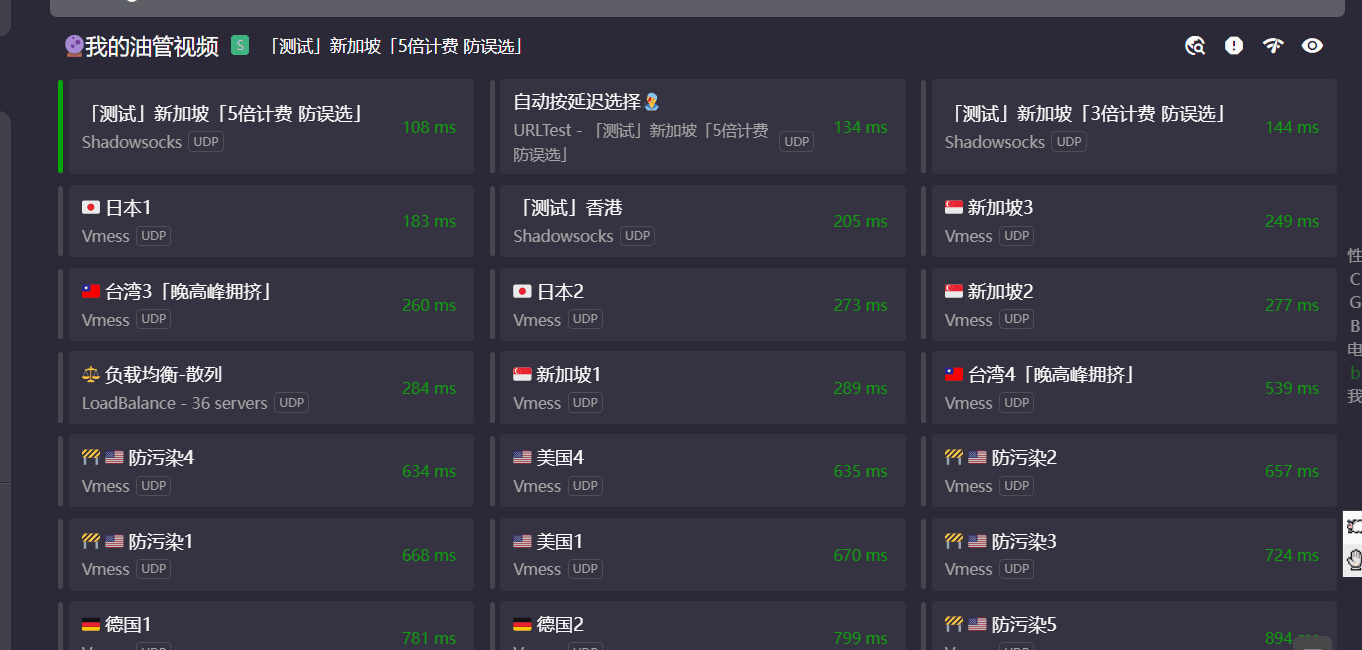 我的油管视频 S 「测试」新加坡「5倍计费 防误选」
「测试」新加坡「5倍计费 防误选」
Shadowsocks UDP
108 ms
自动按延迟选择
URLTest - 「测试」新加坡「5倍计费
防误选」 UDP
134 ms
「测试」新加坡「3倍计费 防误选」
Shadowsocks UDP
144 ms
日本1
Vmess UDP
183 ms
「测试」香港
Shadowsocks UDP
205 ms
新加坡3
Vmess UDP
249 ms
台湾3「晚高峰拥挤」
Vmess UDP
260 ms
日本2
Vmess UDP
273 ms
新加坡2
Vmess UDP
277 ms
负载均衡-散列
LoadBalance - 36 servers UDP
284 ms
新加坡1
Vmess UDP
289 ms
台湾4「晚高峰拥挤」
Vmess UDP
539 ms
防污染4
Vmess UDP
634 ms
美国4
Vmess UDP
635 ms
防污染2
Vmess UDP
657 ms
防污染1
Vmess UDP
668 ms
美国1
Vmess UDP
670 ms
防污染3
Vmess UDP
724 ms
德国1
781 ms
德国2
799 ms
防污染5
894
性
C
G
B
电
b
我